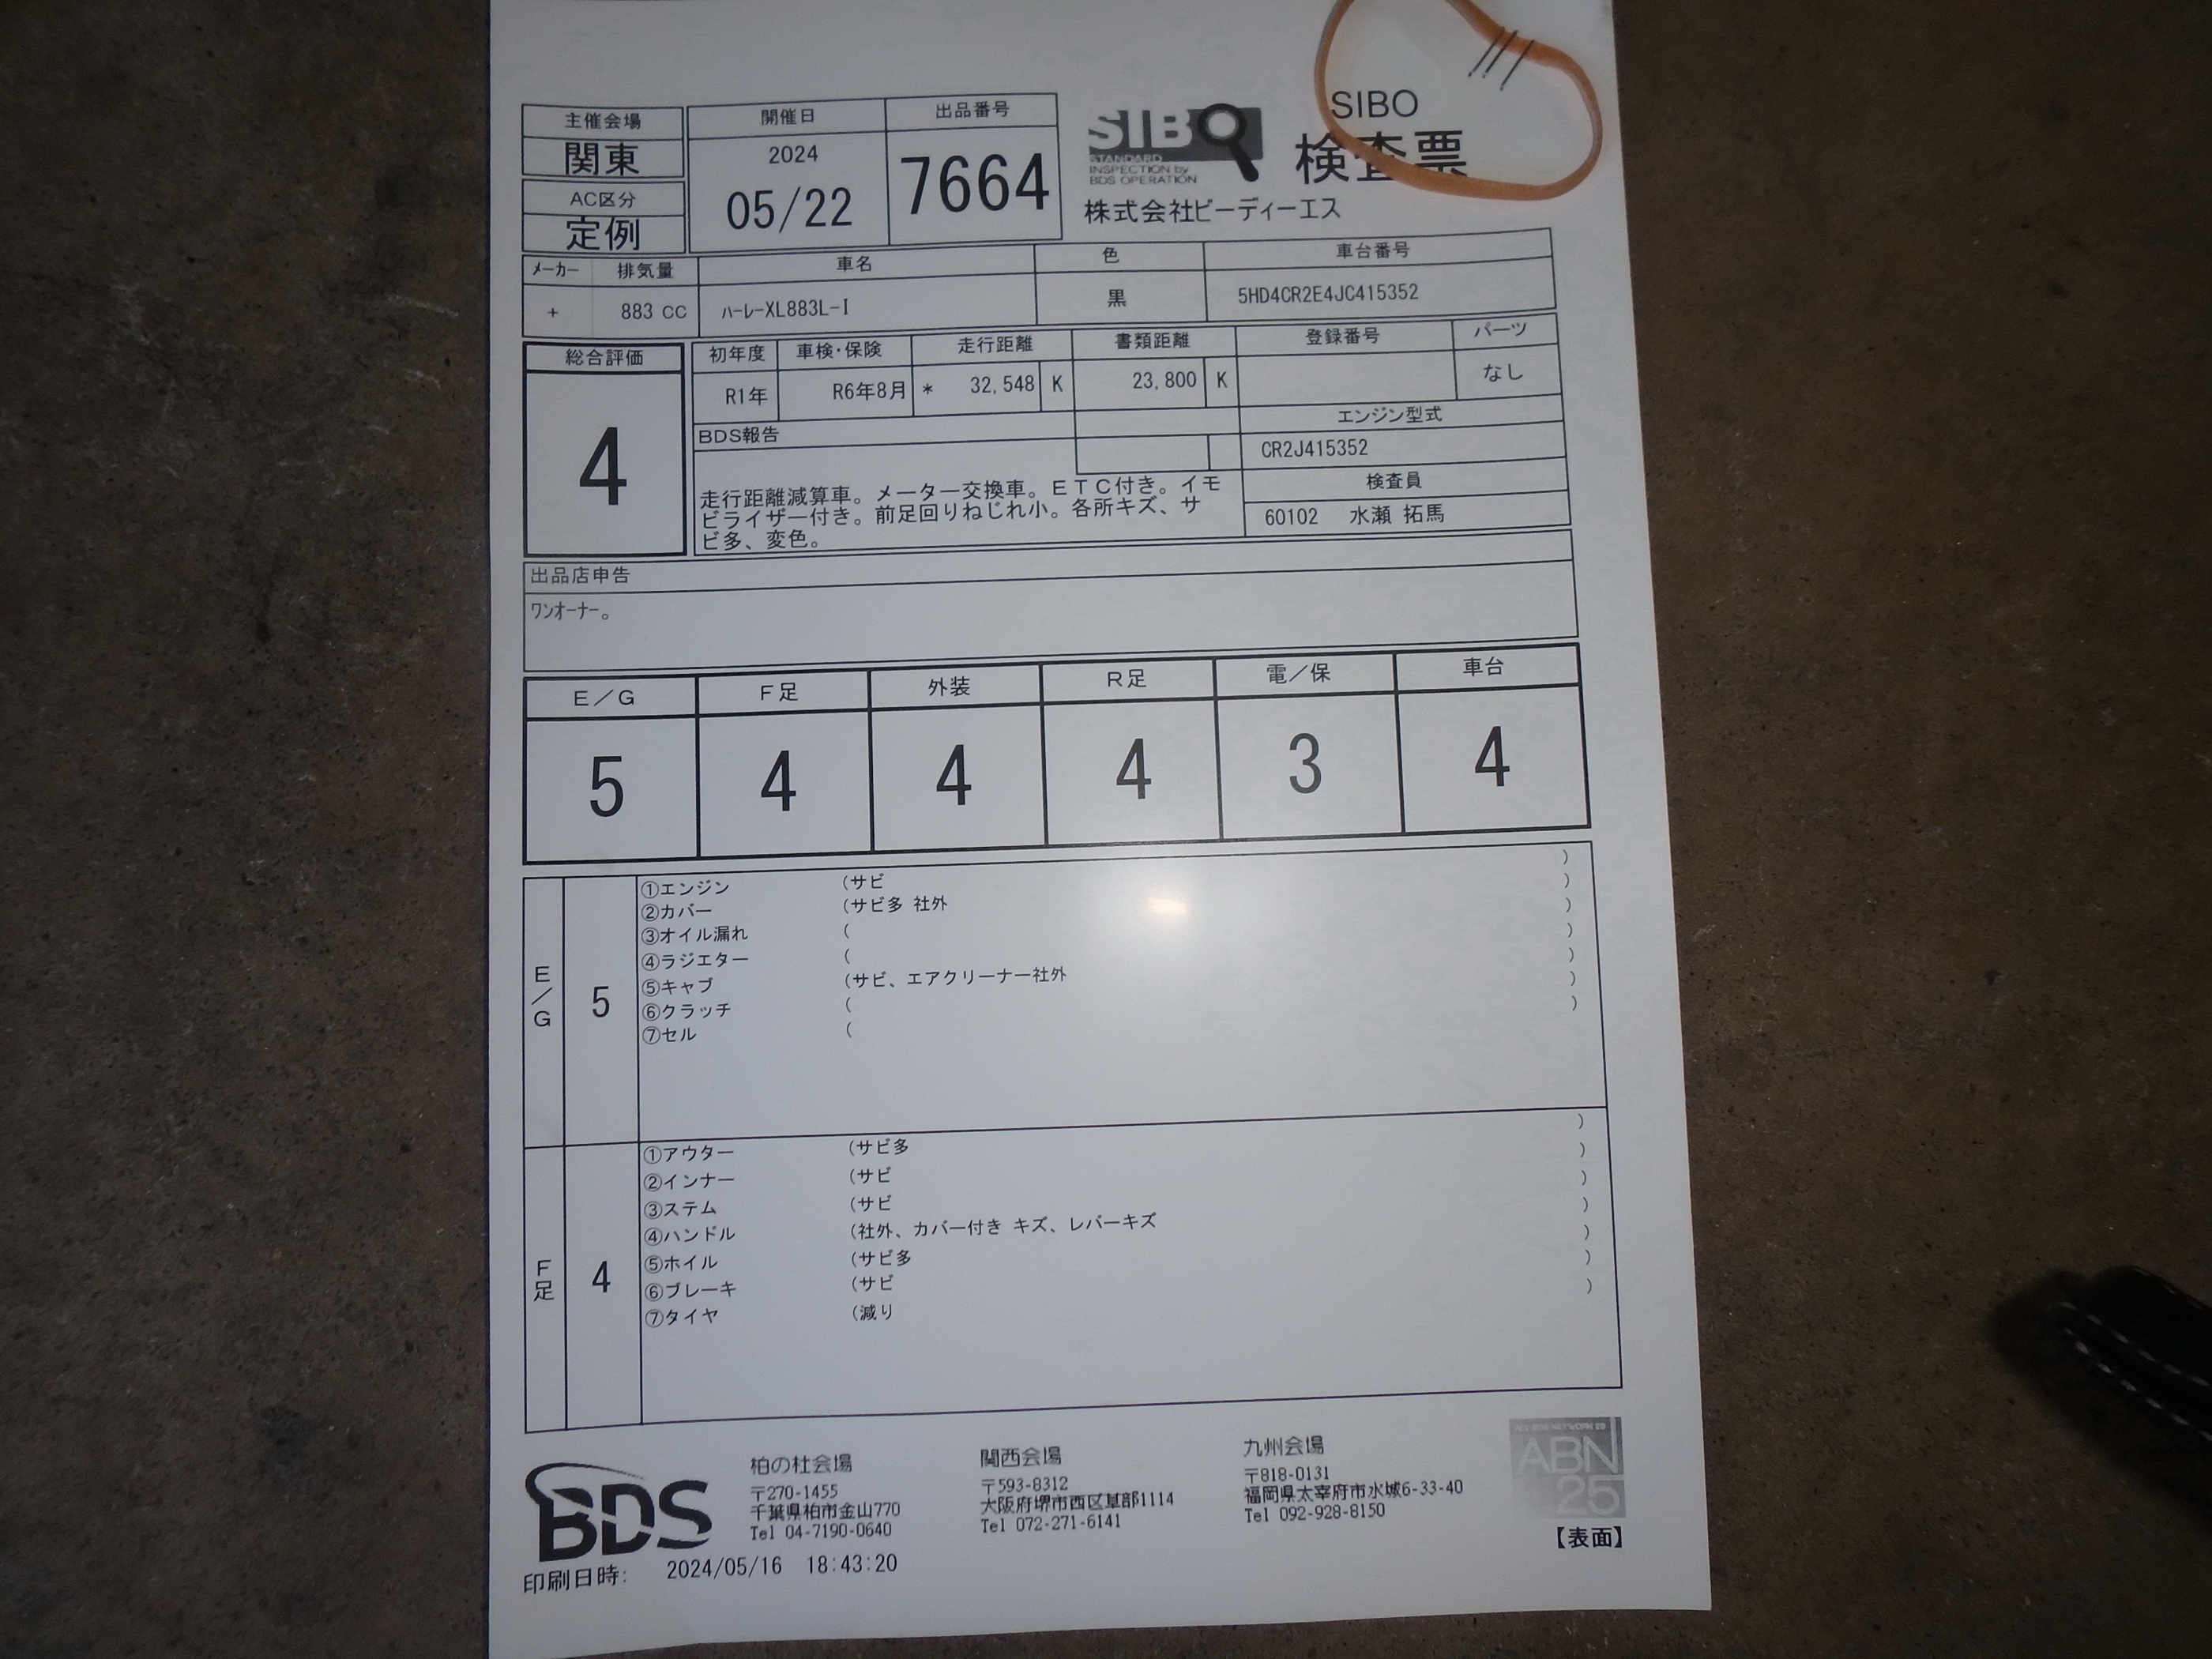 主催会場
関東
AC区分
定例
開催日
2024
05/22
出品番号
7664
SIBO
STANDARD
INSPECTION by
BDS OPERATION
SIBO
検査票
株式会社ビーディーエス
メーカー 排気量 車名 色 車台番号
+ 883 CC ハーレーXL883L-I 黒 5HD4CR2E4JC415352
総合評価
4
初年度 車検・保険 走行距離 書類距離 登録番号 パーツ
R1年 R6年8月 * 32,548 K 23,800 K なし
エンジン型式
CR2J415352
検査員
60102 水瀬 拓馬
BDS報告
走行距離減算車。メーター交換車。ETC付き。イモ
ビライザー付き。前足回りねじれ小。各所キズ、サ
ビ多、変色。
出品店申告
ワンオーナー。
E/G F足 外装 R足 電/保 車台
5 4 4 4 3 4
E/G 5
①エンジン (サビ )
②カバー (サビ多 社外 )
③オイル漏れ ( )
④ラジエター ( )
⑤キャブ (サビ、エアクリーナー社外 )
⑥クラッチ ( )
⑦セル ( )
F足 4
①アウター (サビ多 )
②インナー (サビ )
③ステム (サビ )
④ハンドル (社外、カバー付き キズ、レバーキズ )
⑤ホイル (サビ多 )
⑥ブレーキ (サビ )
⑦タイヤ (減り )
BDS
柏の杜会場
〒270-1455
千葉県柏市金山770
Tel 04-7190-0640
関西会場
〒593-8312
大阪府堺市西区草部1114
Tel 072-271-6141
九州会場
〒818-0131
福岡県太宰府市水城6-33-40
Tel 092-928-8150
ABN
25
【表面】
印刷日時: 2024/05/16 18:43:20